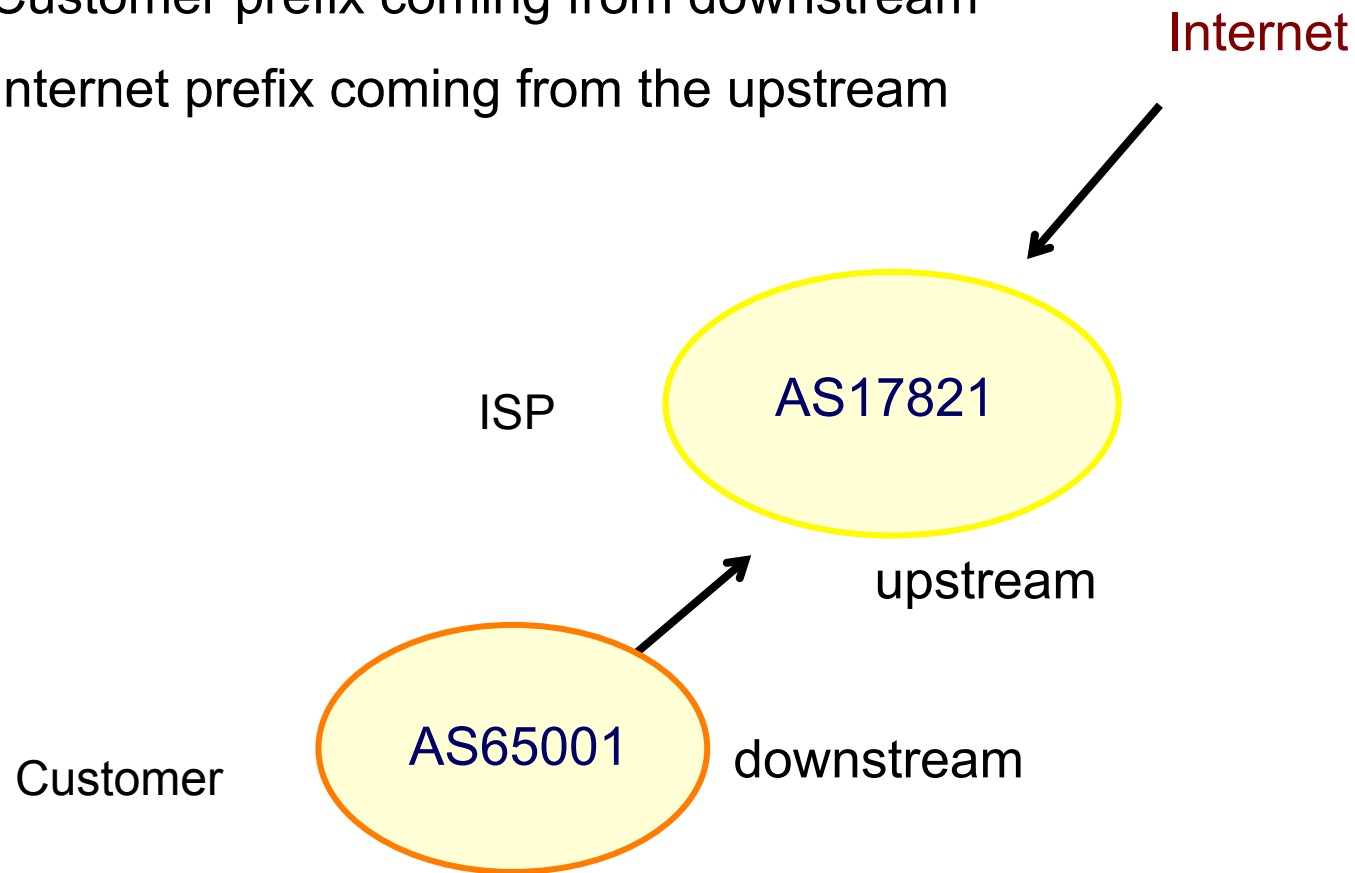 Customer prefix coming from downstream
Internet
nternet prefix coming from the upstream
ISP
AS17821
upstream
AS65001
downstream
Customer